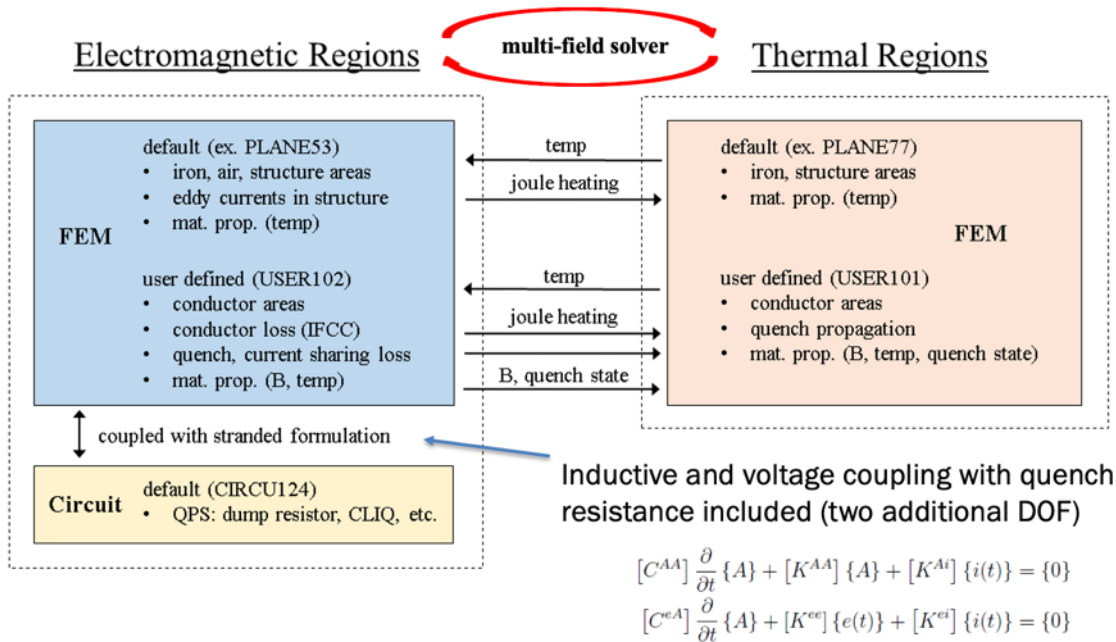 Electromagnetic Regions
multi-field solver
Thermal Regions
FEM
default (ex. PLANE53)
• iron, air, structure areas
• eddy currents in structure
• mat. prop. (temp)
user defined (USER102)
• conductor areas
• conductor loss (IFCC)
• quench, current sharing loss
• mat. prop. (B, temp)
temp
joule heating
temp
joule heating
B, quench state
default (ex. PLANE77)
• iron, structure areas
• mat. prop. (temp)
FEM
user defined (USER101)
• conductor areas
• quench propagation
• mat. prop. (B, temp, quench state)
coupled with stranded formulation
Circuit
default (CIRCU124)
• QPS: dump resistor, CLIQ, etc.
Inductive and voltage coupling with quench
resistance included (two additional DOF)
[C^{AA}] ∂/∂t {A} + [K^{AA}] {A} + [K^{Ai}] {i(t)} = {0}
[C^{eA}] ∂/∂t {A} + [K^{ee}] {e(t)} + [K^{ei}] {i(t)} = {0}